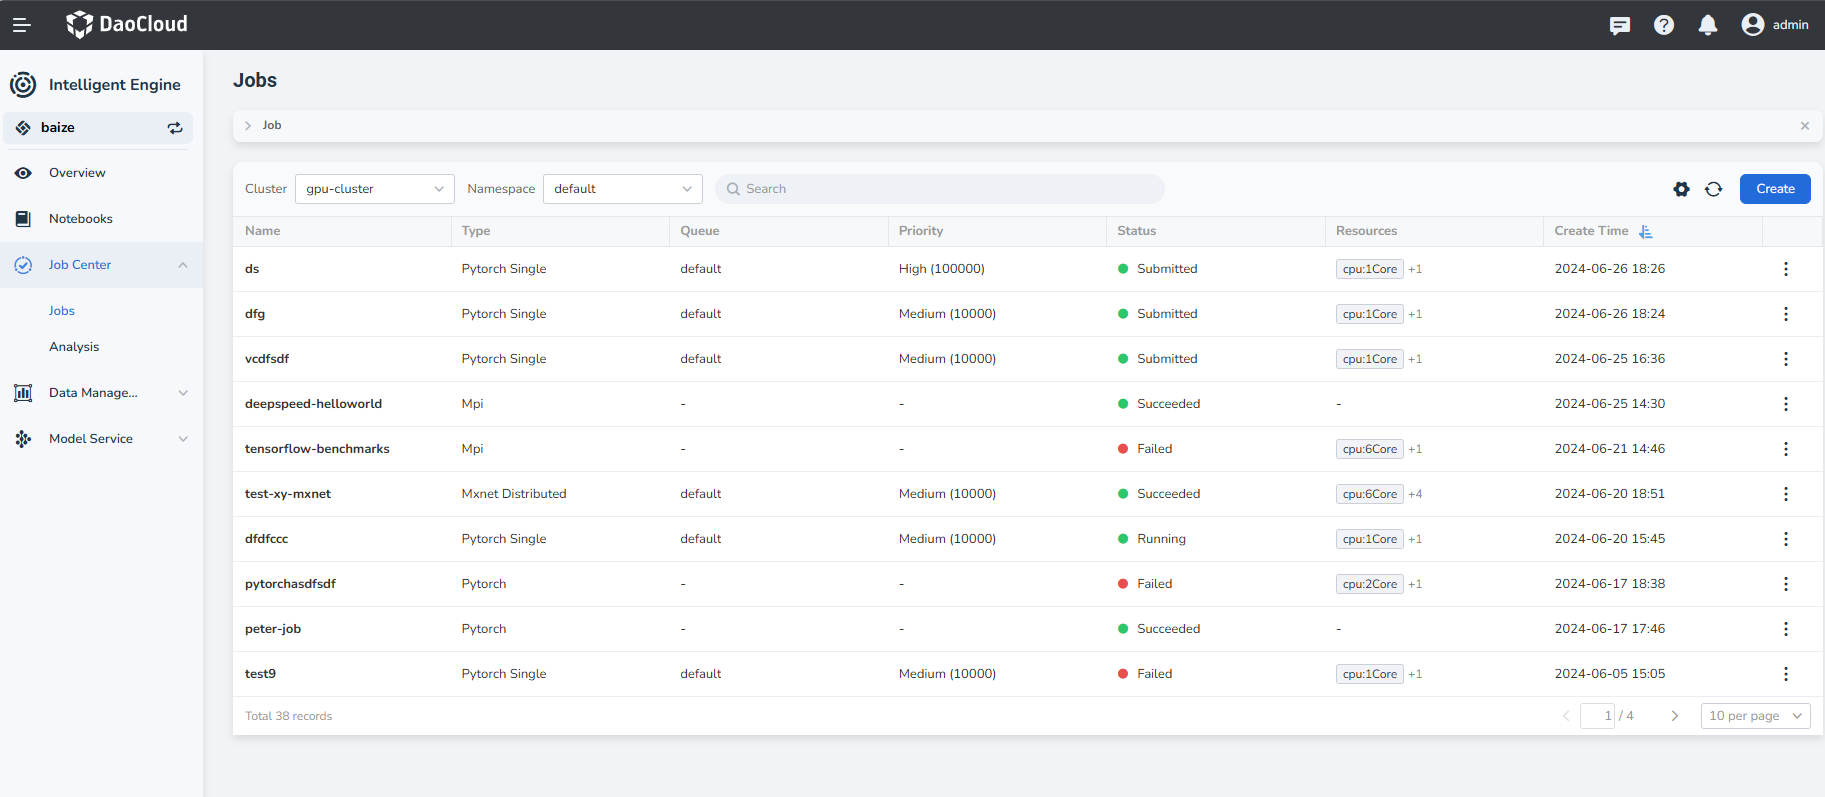 DaoCloud
admin
Intelligent Engine
baize
Overview
Notebooks
Job Center
Jobs
Analysis
Data Manage...
Model Service
Jobs
Job
Cluster gpu-cluster Namespace default Search Create
Name Type Queue Priority Status Resources Create Time
ds Pytorch Single default High (100000) Submitted cpu:1Core +1 2024-06-26 18:26
dfg Pytorch Single default Medium (10000) Submitted cpu:1Core +1 2024-06-26 18:24
vcdfsdf Pytorch Single default Medium (10000) Submitted cpu:1Core +1 2024-06-25 16:36
deepspeed-helloworld Mpi - - Succeeded - 2024-06-25 14:30
tensorflow-benchmarks Mpi - - Failed cpu:6Core +1 2024-06-21 14:46
test-xy-mxnet Mxnet Distributed default Medium (10000) Succeeded cpu:6Core +4 2024-06-20 18:51
dfdfccc Pytorch Single default Medium (10000) Running cpu:1Core +1 2024-06-20 15:45
pytorchasdfsdf Pytorch - - Failed cpu:2Core +1 2024-06-17 18:38
peter-job Pytorch - - Succeeded - 2024-06-17 17:46
test9 Pytorch Single default Medium (10000) Failed cpu:1Core +1 2024-06-05 15:05
Total 38 records 1 / 4 10 per page